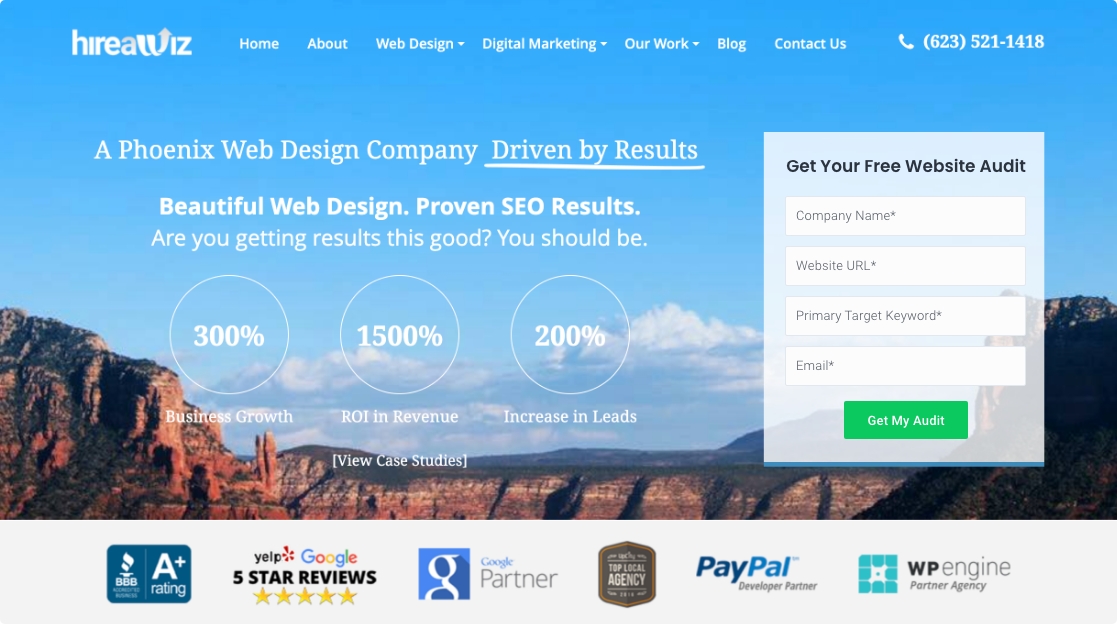 hireawiz
Home About Web Design Digital Marketing Our Work Blog Contact Us (623) 521-1418
A Phoenix Web Design Company Driven by Results
Beautiful Web Design. Proven SEO Results.
Are you getting results this good? You should be.
300% 1500% 200%
Business Growth ROI in Revenue Increase in Leads
[View Case Studies]
Get Your Free Website Audit
Company Name*
Website URL*
Primary Target Keyword*
Email*
Get My Audit
BBB
ACCREDITED
BUSINESS
A+
rating
yelp Google
5 STAR REVIEWS
g
Google
Partner
UpCity
TOP LOCAL
AGENCY
PayPal™
Developer Partner
WPengine
Partner Agency